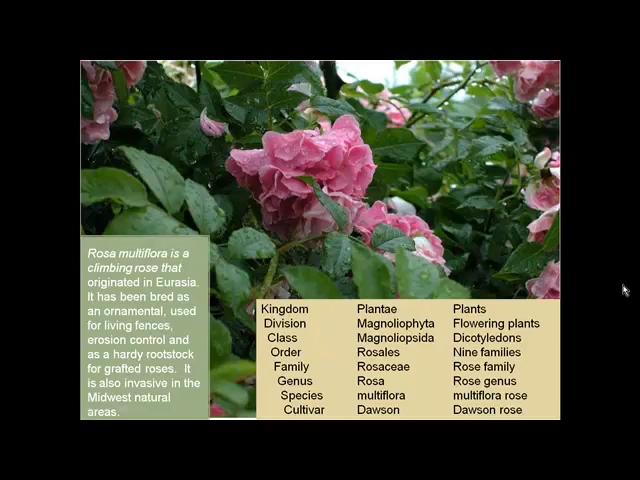 Rosa multiflora is a
climbing rose that
originated in Eurasia.
It has been bred as
an ornamental, used
for living fences,
erosion control and
as a hardy rootstock
for grafted roses.  It
is also invasive in the
Midwest natural
areas.
Kingdom Plantae Plants
Division Magnoliophyta Flowering plants
Class Magnoliopsida Dicotyledons
Order Rosales Nine families
Family Rosaceae Rose family
Genus Rosa Rose genus
Species multiflora multiflora rose
Cultivar Dawson Dawson rose